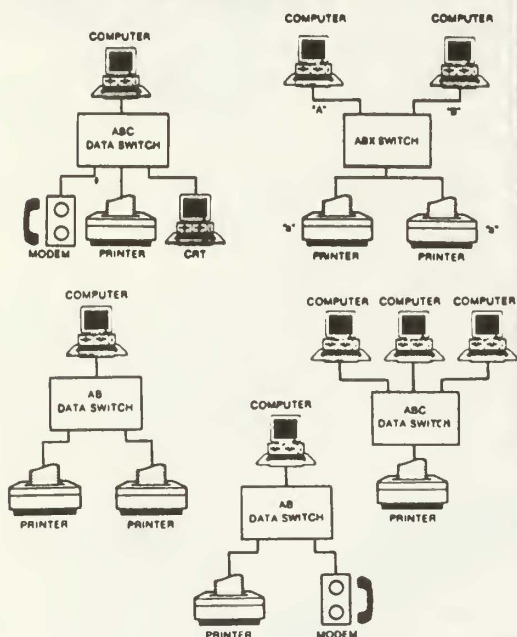 COMPUTER
ABC
DATA SWITCH
MODEM
PRINTER
CRT
COMPUTER
COMPUTER
"A"
"B"
ABX SWITCH
"a"
"b"
PRINTER
PRINTER
COMPUTER
AB
DATA SWITCH
PRINTER
PRINTER
COMPUTER
AB
DATA SWITCH
PRINTER
MODEM
COMPUTER COMPUTER COMPUTER
ABC
DATA SWITCH
PRINTER